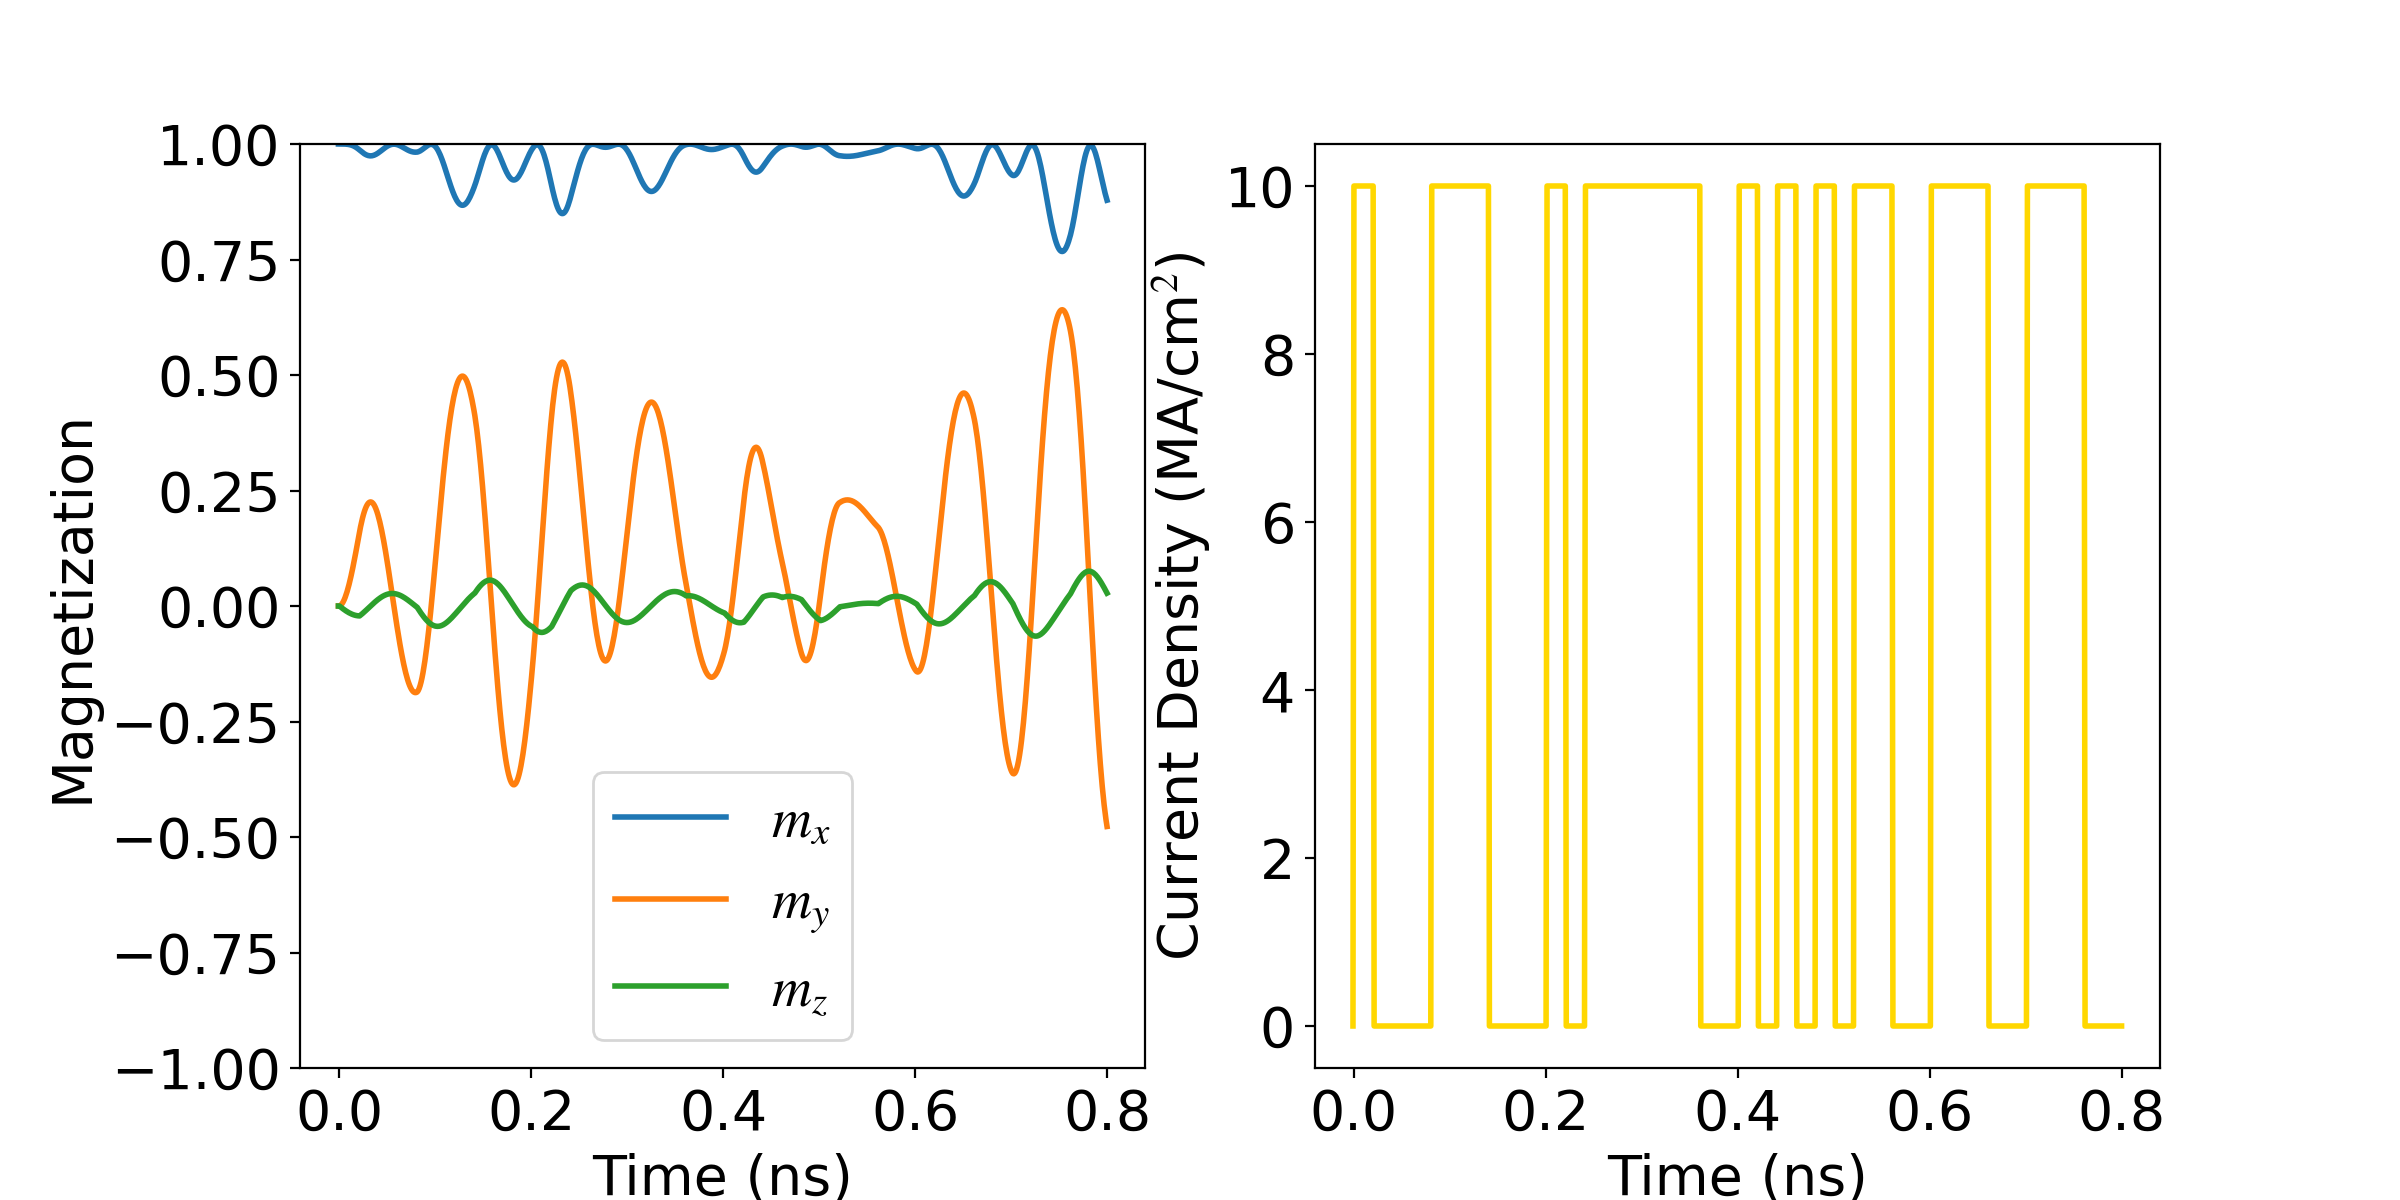 1.00
0.75
0.50
0.25
0.00
−0.25
−0.50
−0.75
−1.00
Magnetization
0.0 0.2 0.4 0.6 0.8
Time (ns)
m_x
m_y
m_z
10
8
6
4
2
0
Current Density (MA/cm²)
0.0 0.2 0.4 0.6 0.8
Time (ns)